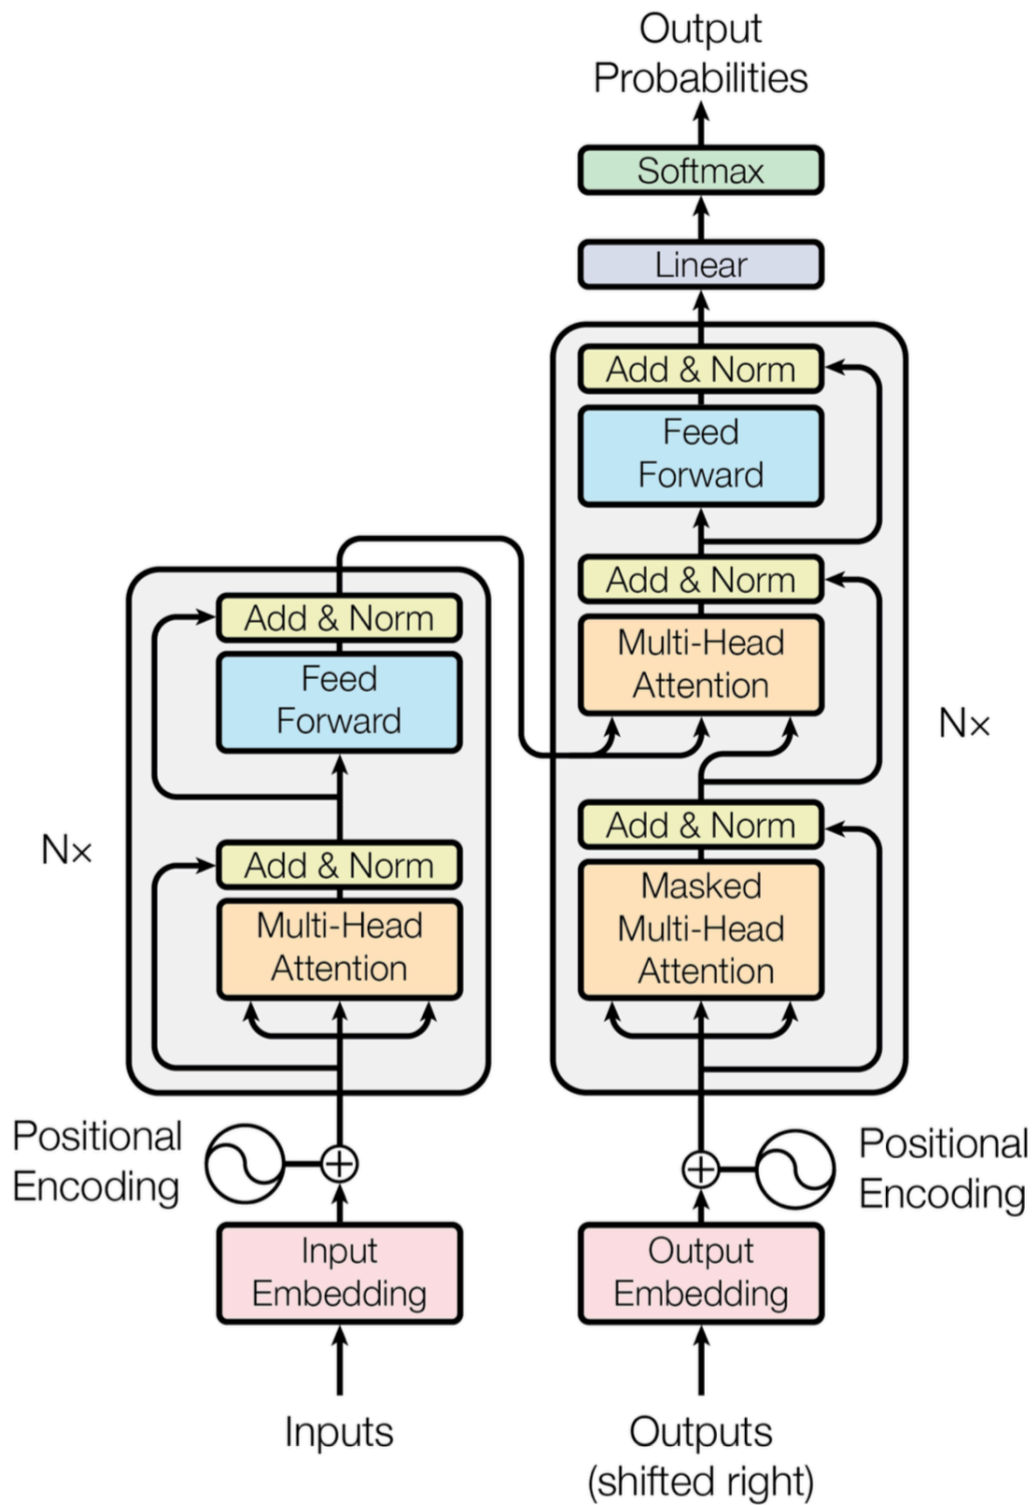 Output
Probabilities
Softmax
Linear
Add & Norm
Feed
Forward
Add & Norm
Multi-Head
Attention
Add & Norm
Masked
Multi-Head
Attention
N×
Add & Norm
Feed
Forward
Add & Norm
Multi-Head
Attention
N×
Positional
Encoding
Input
Embedding
Inputs
Positional
Encoding
Output
Embedding
Outputs
(shifted right)